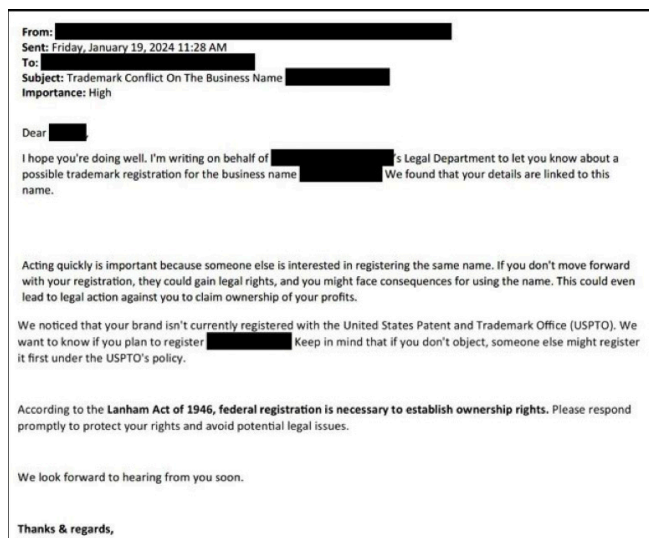 From:
Sent: Friday, January 19, 2024 11:28 AM
To:
Subject: Trademark Conflict On The Business Name
Importance: High
Dear ,
I hope you're doing well. I'm writing on behalf of 's Legal Department to let you know about a
possible trademark registration for the business name We found that your details are linked to this
name.
Acting quickly is important because someone else is interested in registering the same name. If you don't move forward
with your registration, they could gain legal rights, and you might face consequences for using the name. This could even
lead to legal action against you to claim ownership of your profits.
We noticed that your brand isn't currently registered with the United States Patent and Trademark Office (USPTO). We
want to know if you plan to register Keep in mind that if you don't object, someone else might register
it first under the USPTO's policy.
According to the Lanham Act of 1946, federal registration is necessary to establish ownership rights. Please respond
promptly to protect your rights and avoid potential legal issues.
We look forward to hearing from you soon.
Thanks & regards,